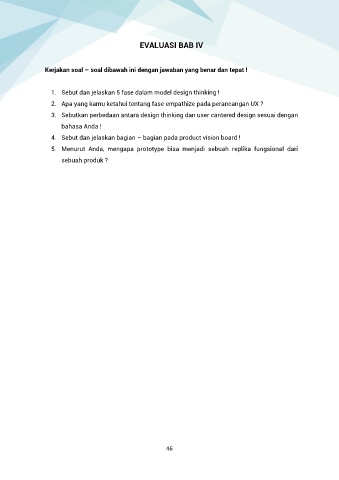 EVALUASI BAB IV
Kerjakan soal – soal dibawah ini dengan jawaban yang benar dan tepat !
1. Sebut dan jelaskan 5 fase dalam model design thinking !
2. Apa yang kamu ketahui tentang fase empathize pada perancangan UX ?
3. Sebutkan perbedaan antara design thinking dan user cantered design sesuai dengan
bahasa Anda !
4. Sebut dan jelaskan bagian – bagian pada product vision board !
5. Menurut Anda, mengapa prototype bisa menjadi sebuah replika fungsional dari
sebuah produk ?
46